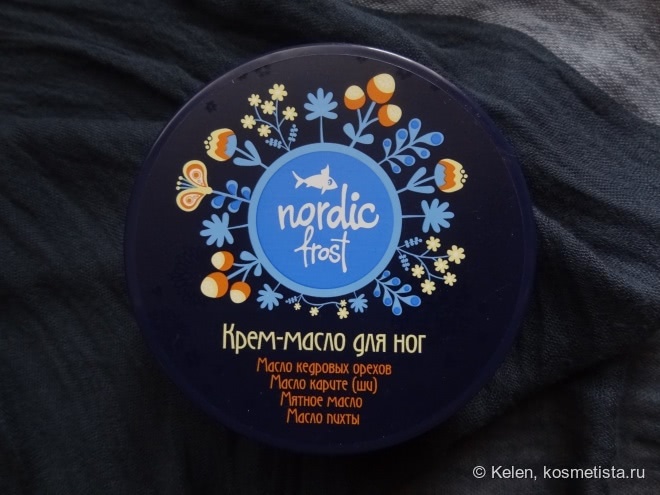 nordic
frost
Крем-масло для ног
Масло кедровых орехов
Масло карите (ши)
Мятное масло
Масло пихты
© Kelen, kosmetista.ru